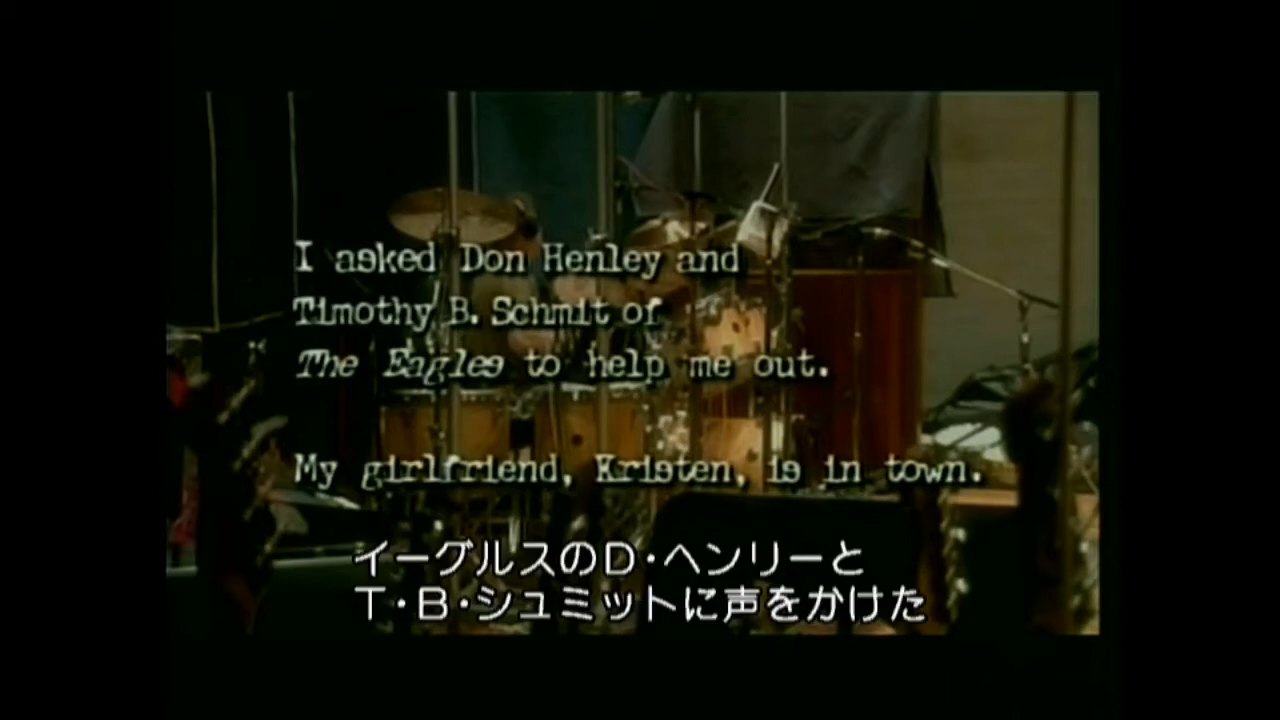 I asked Don Henley and
Timothy B. Schmit of
The Eagles to help me out.
My girlfriend, Kristen, is in town.
イーグルスのD・ヘンリーと
T・B・シュミットに声をかけた